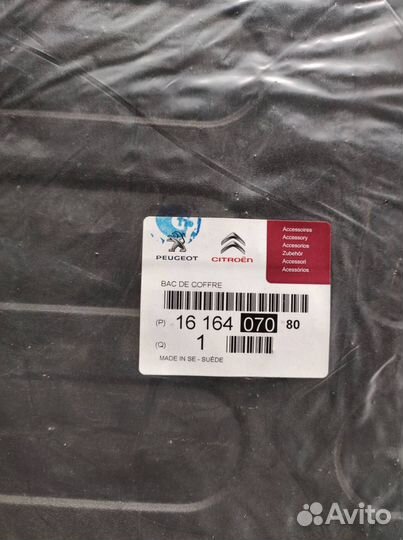 Accessoires
Accessory
Accesorios
Zubehör
Accessori
Acessórios
PEUGEOT CITROËN
BAC DE COFFRE
(P) 16 164 070 80
(Q) 1
MADE IN SE - SUÈDE
Avito